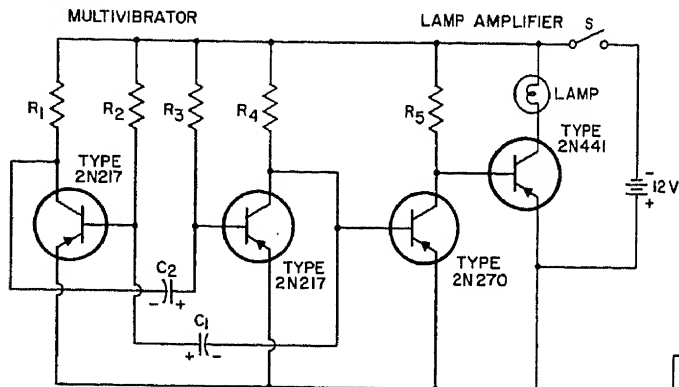 MULTIVIBRATOR
LAMP AMPLIFIER
S
R1
R2
R3
R4
R5
LAMP
TYPE
2N217
TYPE
2N441
-
12V
+
C2
-
+
TYPE
2N217
TYPE
2N270
C1
+
-